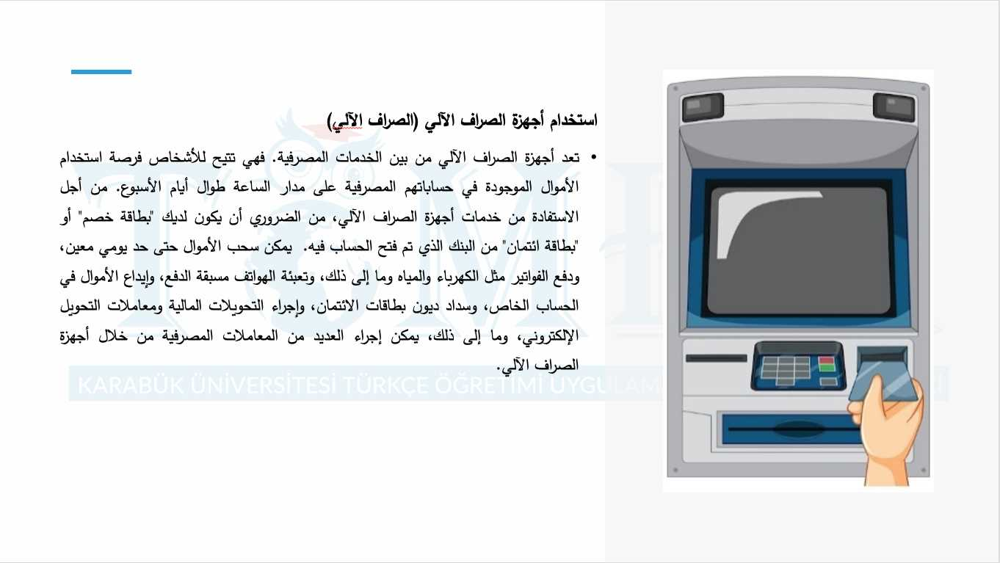 استخدام أجهزة الصراف الآلي (الصراف الآلي)
• تعد أجهزة الصراف الآلي من بين الخدمات المصرفية. فهي تتيح للأشخاص فرصة استخدام
الأموال الموجودة في حساباتهم المصرفية على مدار الساعة طوال أيام الأسبوع. من أجل
الاستفادة من خدمات أجهزة الصراف الآلي، من الضروري أن يكون لديك "بطاقة خصم" أو
"بطاقة ائتمان" من البنك الذي تم فتح الحساب فيه. يمكن سحب الأموال حتى حد يومي معين،
ودفع الفواتير مثل الكهرباء والمياه وما إلى ذلك، وتعبئة الهواتف مسبقة الدفع، وإيداع الأموال في
الحساب الخاص، وسداد ديون بطاقات الائتمان، وإجراء التحويلات المالية ومعاملات التحويل
الإلكتروني، وما إلى ذلك، يمكن إجراء العديد من المعاملات المصرفية من خلال أجهزة
الصراف الآلي.
KARABÜK ÜNİVERSİTESİ TÜRKÇE ÖĞRETİMİ